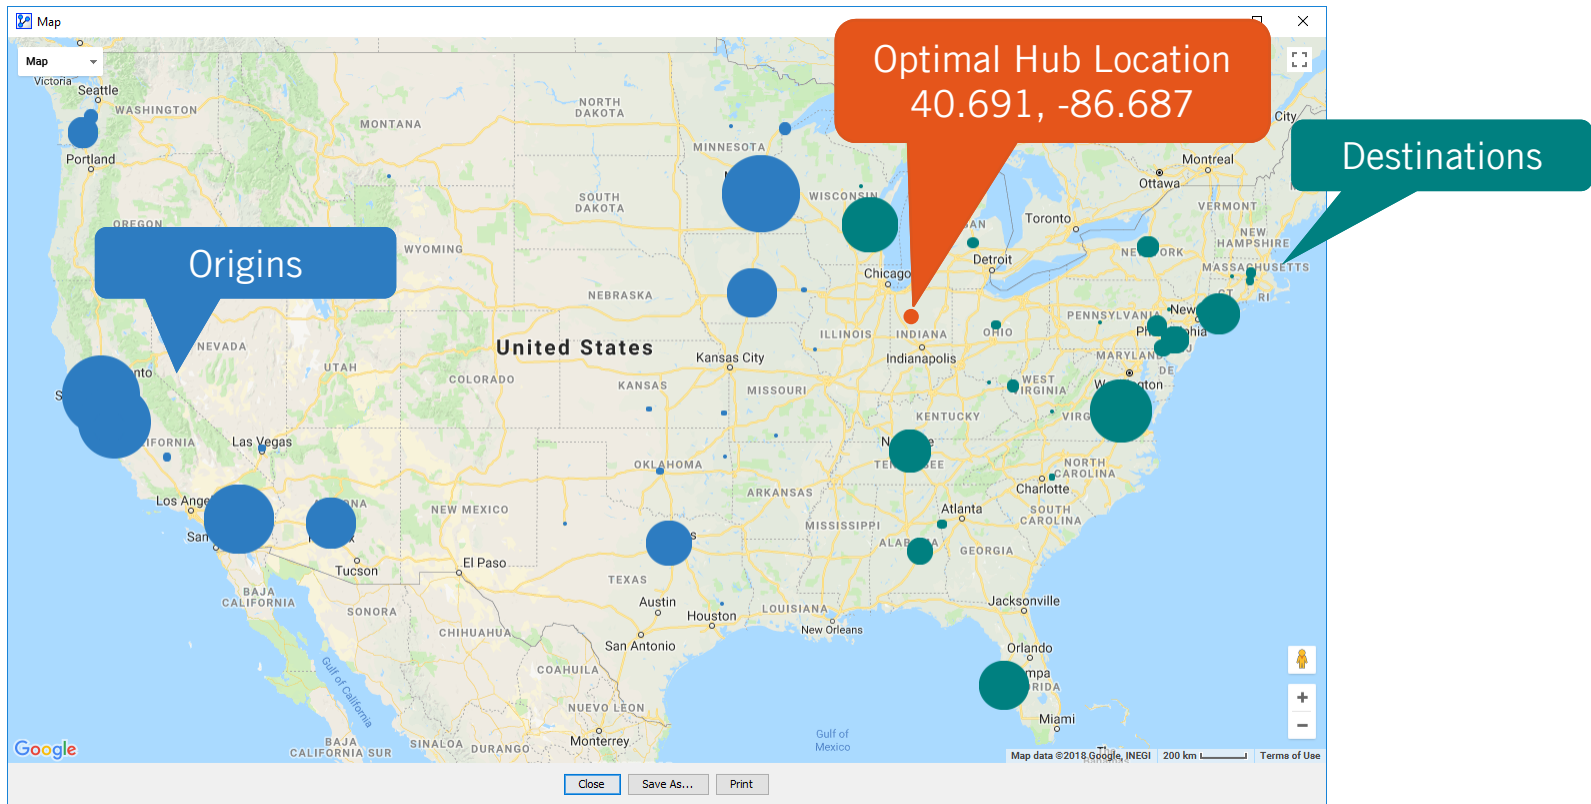 Map
Optimal Hub Location
40.691, -86.687
Destinations
Origins
Map
Victoria
Seattle
WASHINGTON
Portland
OREGON
MONTANA
NORTH
DAKOTA
MINNESOTA
SOUTH
DAKOTA
WISCONSIN
WYOMING
City
Montreal
Ottawa
VERMONT
Toronto
NEW
HAMPSHIRE
MASSACHUSETTS
CT
RI
Detroit
Chicago
NEBRASKA
ILLINOIS
INDIANA
OHIO
PENNSYLVANIA
New
Indianapolis
MARYLAND
DE
NEVADA
UTAH
United States
COLORADO
Kansas City
KANSAS
MISSOURI
WEST
VIRGINIA
KENTUCKY
Las Vegas
OKLAHOMA
NORTH
CAROLINA
Charlotte
ARKANSAS
NEW MEXICO
MISSISSIPPI
Atlanta
SOUTH
CAROLINA
GEORGIA
Tucson
El Paso
TEXAS
BAJA
CALIFORNIA
SONORA
CHIHUAHUA
Austin
Houston
San Antonio
LOUISIANA
New Orleans
Jacksonville
Orlando
Miami
COAHUILA
Gulf of California
NUEVO LEON
Monterrey
SINALOA
DURANGO
BAJA
CALIFORNIA SUR
Gulf of
Mexico
Google
Map data ©2018 Google, INEGI
200 km
Terms of Use
Close
Save As...
Print